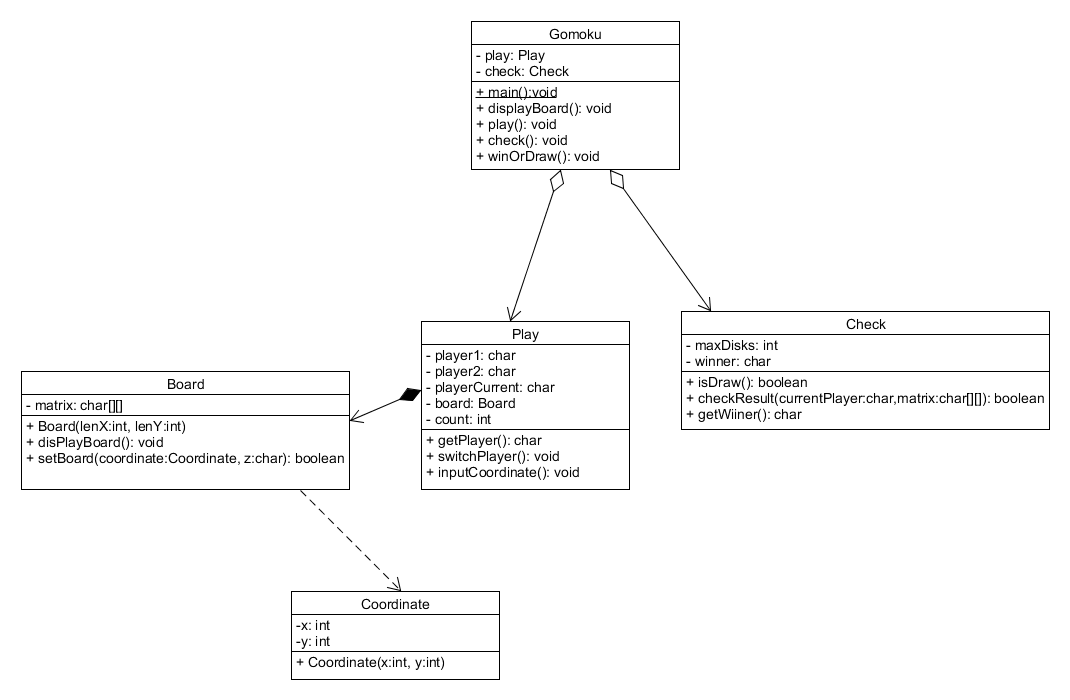 Gomoku
- play: Play
- check: Check
+ main():void
+ displayBoard(): void
+ play(): void
+ check(): void
+ winOrDraw(): void
Play
- player1: char
- player2: char
- playerCurrent: char
- board: Board
- count: int
+ getPlayer(): char
+ switchPlayer(): void
+ inputCoordinate(): void
Check
- maxDisks: int
- winner: char
+ isDraw(): boolean
+ checkResult(currentPlayer:char,matrix:char[][]): boolean
+ getWiiner(): char
Board
- matrix: char[][]
+ Board(lenX:int, lenY:int)
+ disPlayBoard(): void
+ setBoard(coordinate:Coordinate, z:char): boolean
Coordinate
-x: int
-y: int
+ Coordinate(x:int, y:int)